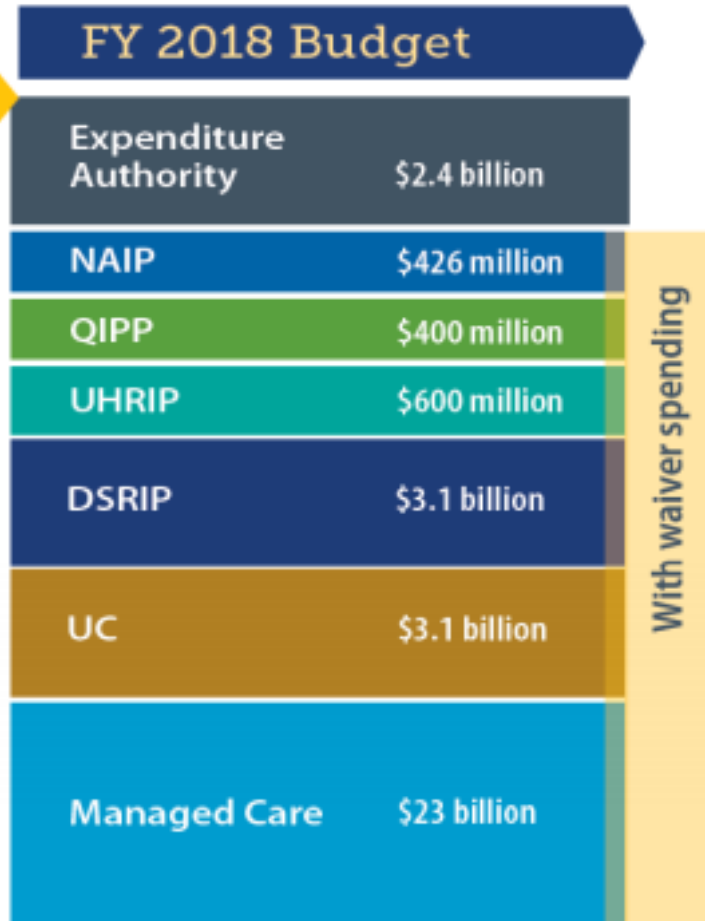 FY 2018 Budget
Expenditure
Authority $2.4 billion
NAIP $426 million
QIPP $400 million
UHRIP $600 million
DSRIP $3.1 billion
UC $3.1 billion
Managed Care $23 billion
With waiver spending